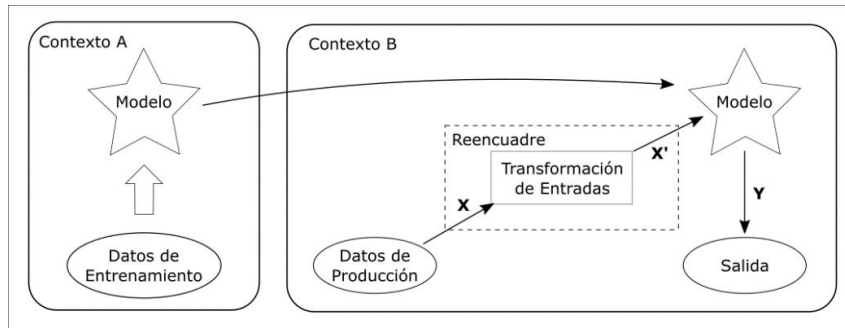 Contexto A
Modelo
Datos de
Entrenamiento
Contexto B
Modelo
Reencuadre
Transformación
de Entradas
X'
X
Y
Datos de
Producción
Salida